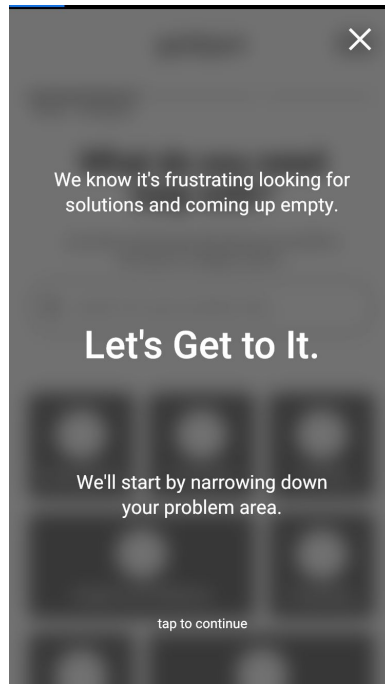 We know it's frustrating looking for
solutions and coming up empty.
Let's Get to It.
We'll start by narrowing down
your problem area.
tap to continue